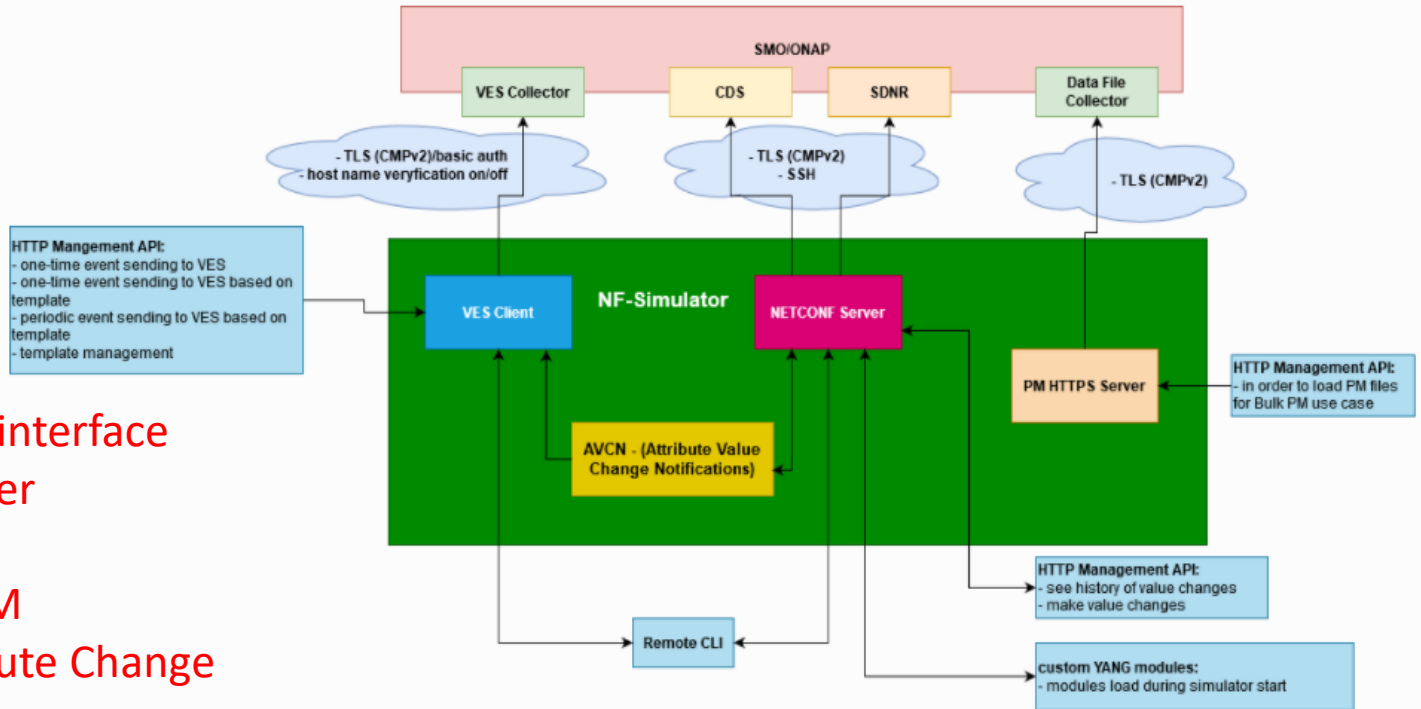 SMO/ONAP
VES Collector
CDS
SDNR
Data File
Collector
- TLS (CMPv2)/basic auth
- host name veryfication on/off
- TLS (CMPv2)
- SSH
- TLS (CMPv2)
HTTP Mangement API:
- one-time event sending to VES
- one-time event sending to VES based on
template
- periodic event sending to VES based on
template
- template management
NF-Simulator
VES Client
NETCONF Server
PM HTTPS Server
HTTP Management API:
- in order to load PM files
for Bulk PM use case
AVCN - (Attribute Value
Change Notifications)
interface
er
M
ute Change
HTTP Management API:
- see history of value changes
- make value changes
Remote CLI
custom YANG modules:
- modules load during simulator start